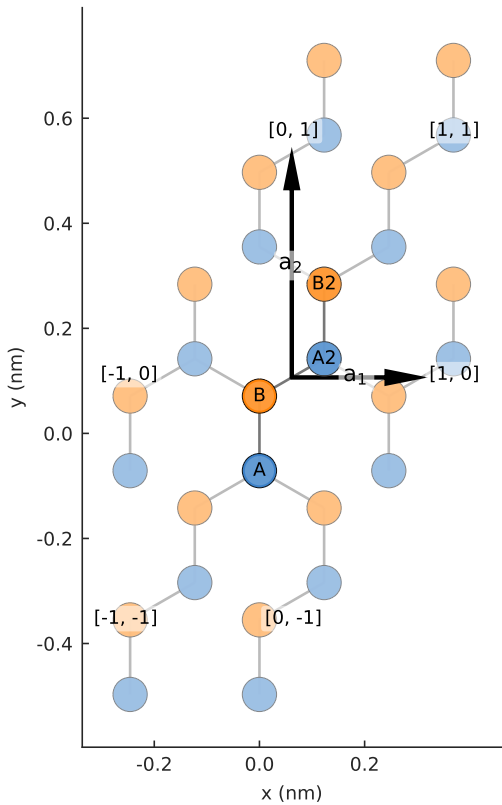 0.6
0.4
0.2
0.0
-0.2
-0.4
y (nm)
[0, 1]
[1, 1]
a₂
B2
A2
[-1, 0]
a₁
[1, 0]
B
A
[-1, -1]
[0, -1]
-0.2
0.0
0.2
x (nm)